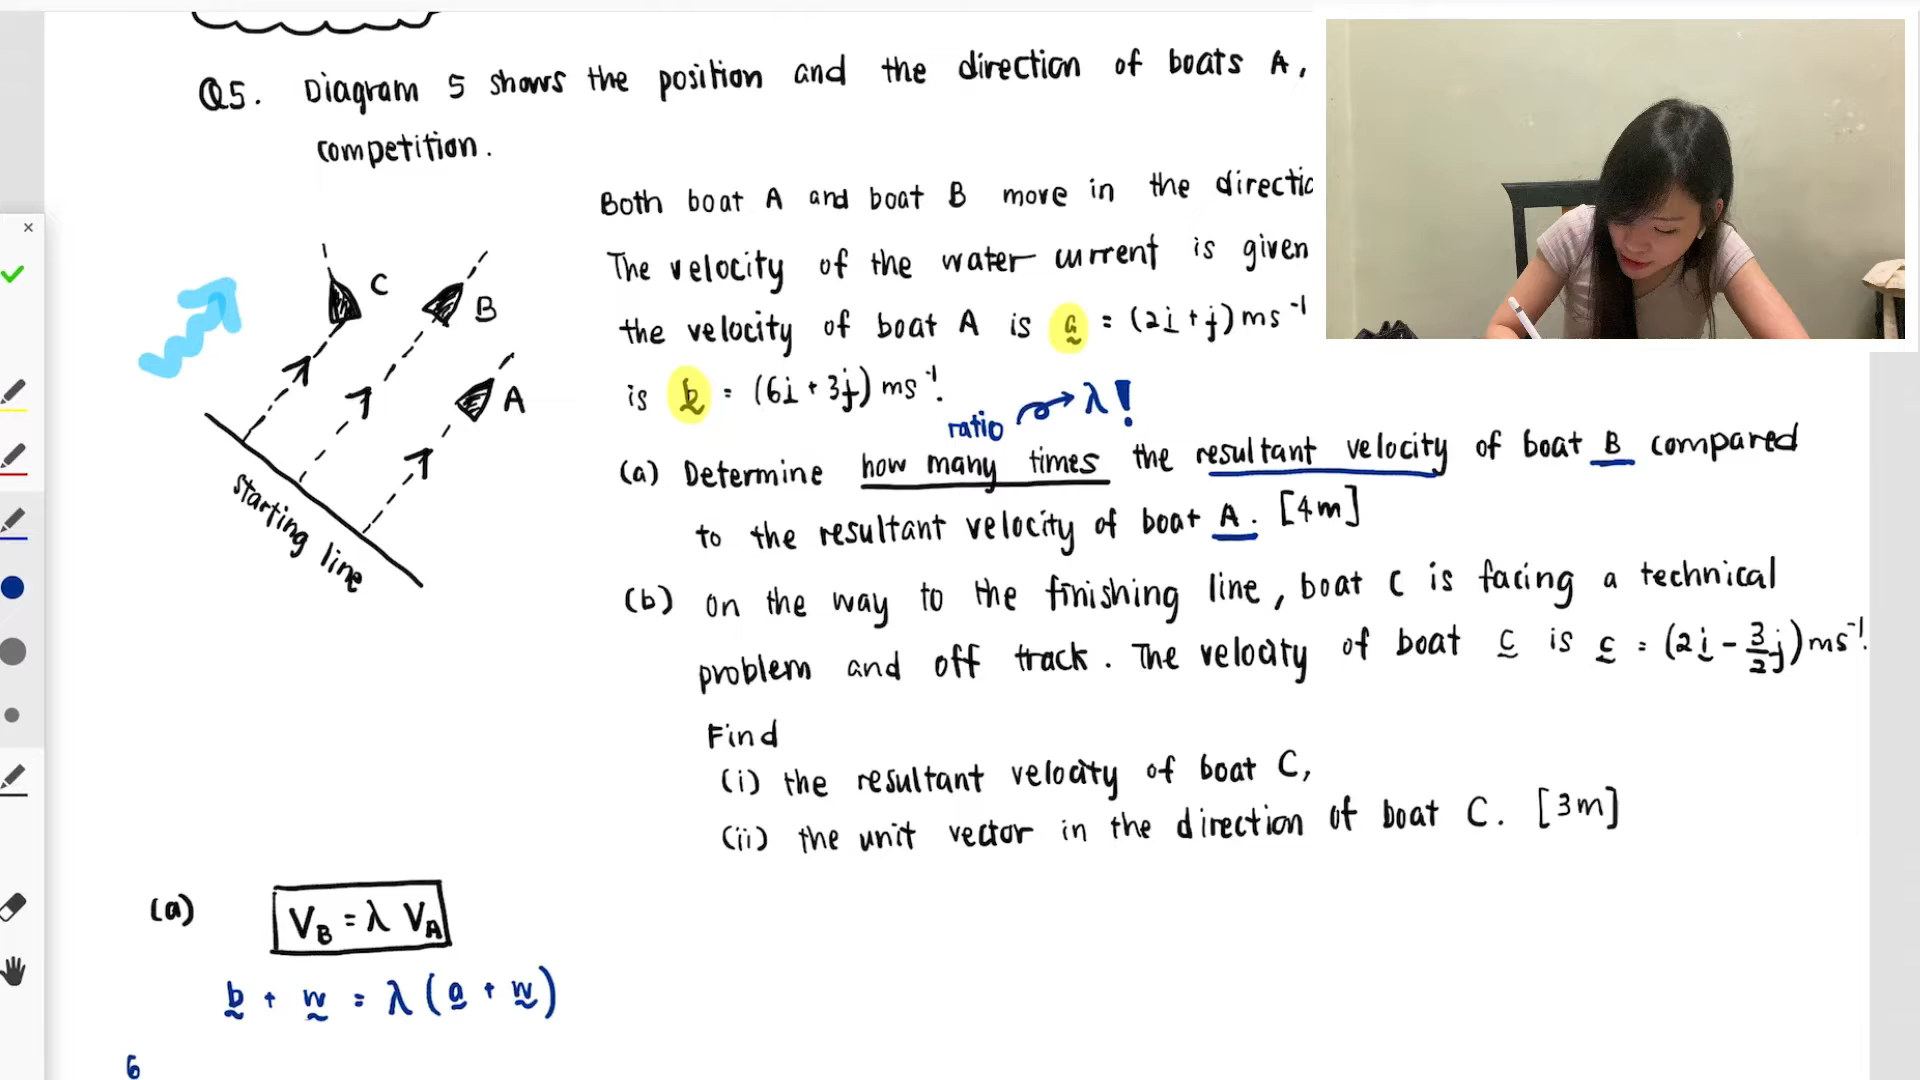 Q5. Diagram 5 shows the position and the direction of boats A,
competition.
Both boat A and boat B move in the directio
The velocity of the water current is given
the velocity of boat A is a = (2i + j) ms⁻¹
is b = (6i + 3j) ms⁻¹.
ratio → λ!
(a) Determine how many times the resultant velocity of boat B compared
to the resultant velocity of boat A. [4m]
(b) on the way to the finishing line, boat C is facing a technical
problem and off track. The velocity of boat c is c = (2i - 3/2 j) ms⁻¹.
Find
(i) the resultant velocity of boat C,
(ii) the unit vector in the direction of boat C. [3m]
C
B
A
starting line
(a) V_B = λ V_A
b + w = λ (a + w)
6